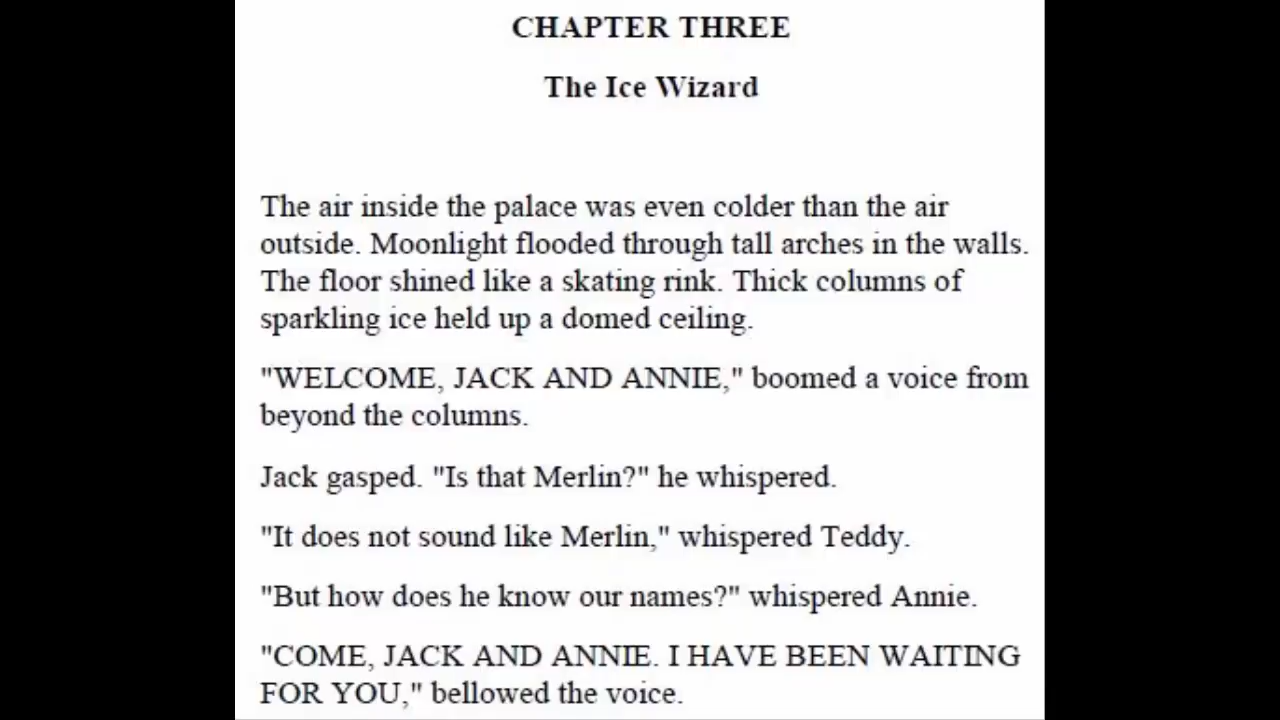 CHAPTER THREE
The Ice Wizard
The air inside the palace was even colder than the air
outside. Moonlight flooded through tall arches in the walls.
The floor shined like a skating rink. Thick columns of
sparkling ice held up a domed ceiling.
"WELCOME, JACK AND ANNIE," boomed a voice from
beyond the columns.
Jack gasped. "Is that Merlin?" he whispered.
"It does not sound like Merlin," whispered Teddy.
"But how does he know our names?" whispered Annie.
"COME, JACK AND ANNIE. I HAVE BEEN WAITING
FOR YOU," bellowed the voice.